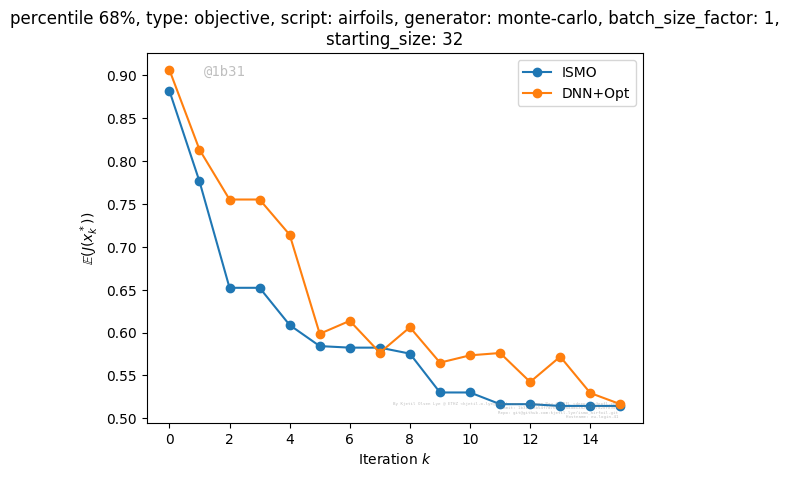 percentile 68%, type: objective, script: airfoils, generator: monte-carlo, batch_size_factor: 1,
starting_size: 32
@1b31
ISMO
DNN+Opt
0.90
0.85
0.80
0.75
0.70
0.65
0.60
0.55
0.50
𝔼(J(x*k))
0 2 4 6 8 10 12 14
Iteration k